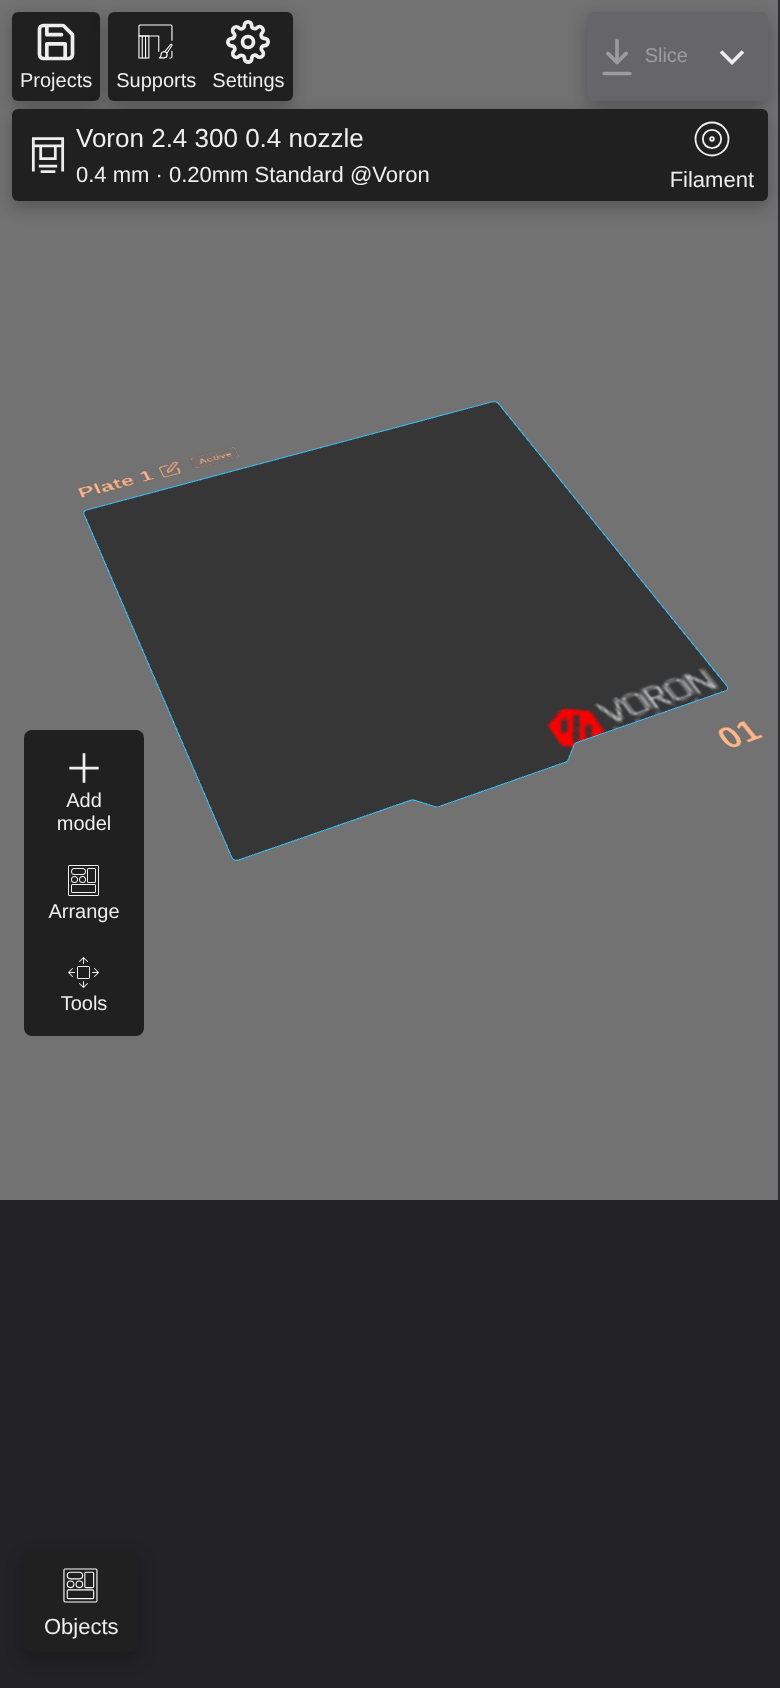 Projects
Supports
Settings
Slice
Voron 2.4 300 0.4 nozzle
0.4 mm · 0.20mm Standard @Voron
Filament
Plate 1
Active
VORON
01
Add
model
Arrange
Tools
Objects